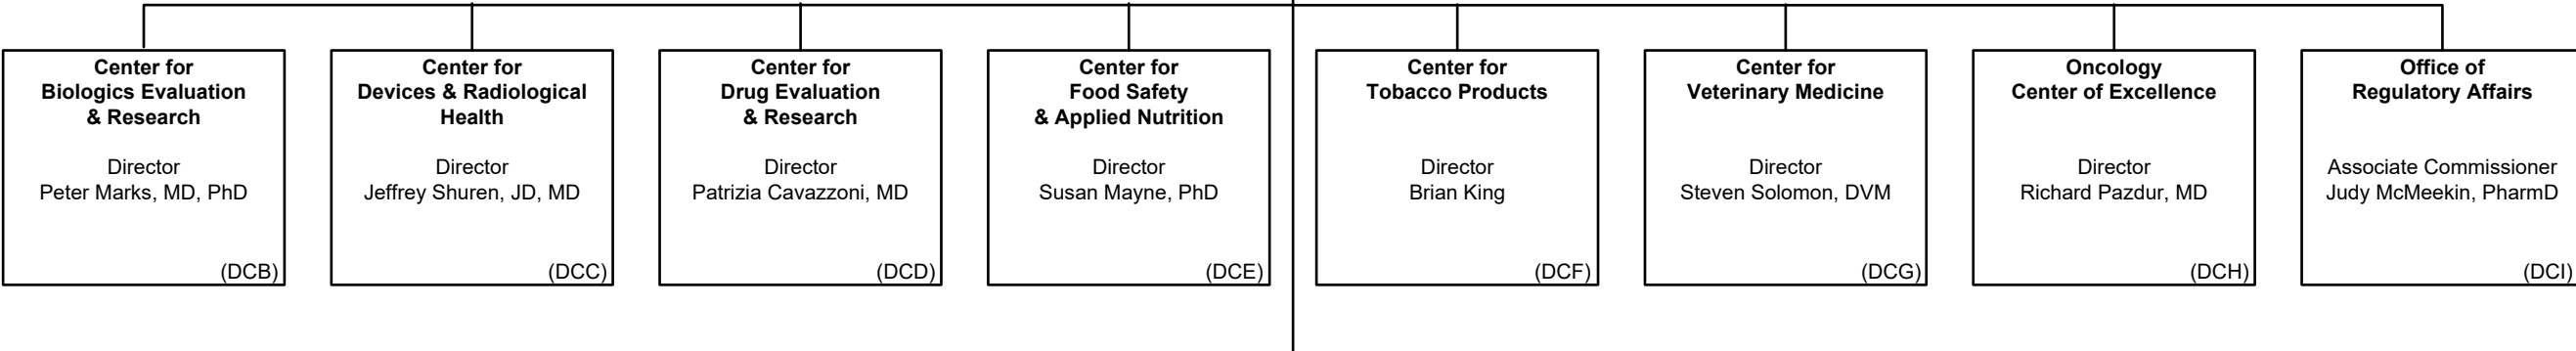 Center for
Biologics Evaluation
& Research
Director
Peter Marks, MD, PhD
(DCB)
Center for
Devices & Radiological
Health
Director
Jeffrey Shuren, JD, MD
(DCC)
Center for
Drug Evaluation
& Research
Director
Patrizia Cavazzoni, MD
(DCD)
Center for
Food Safety
& Applied Nutrition
Director
Susan Mayne, PhD
(DCE)
Center for
Tobacco Products
Director
Brian King
(DCF)
Center for
Veterinary Medicine
Director
Steven Solomon, DVM
(DCG)
Oncology
Center of Excellence
Director
Richard Pazdur, MD
(DCH)
Office of
Regulatory Affairs
Associate Commissioner
Judy McMeekin, PharmD
(DCI)